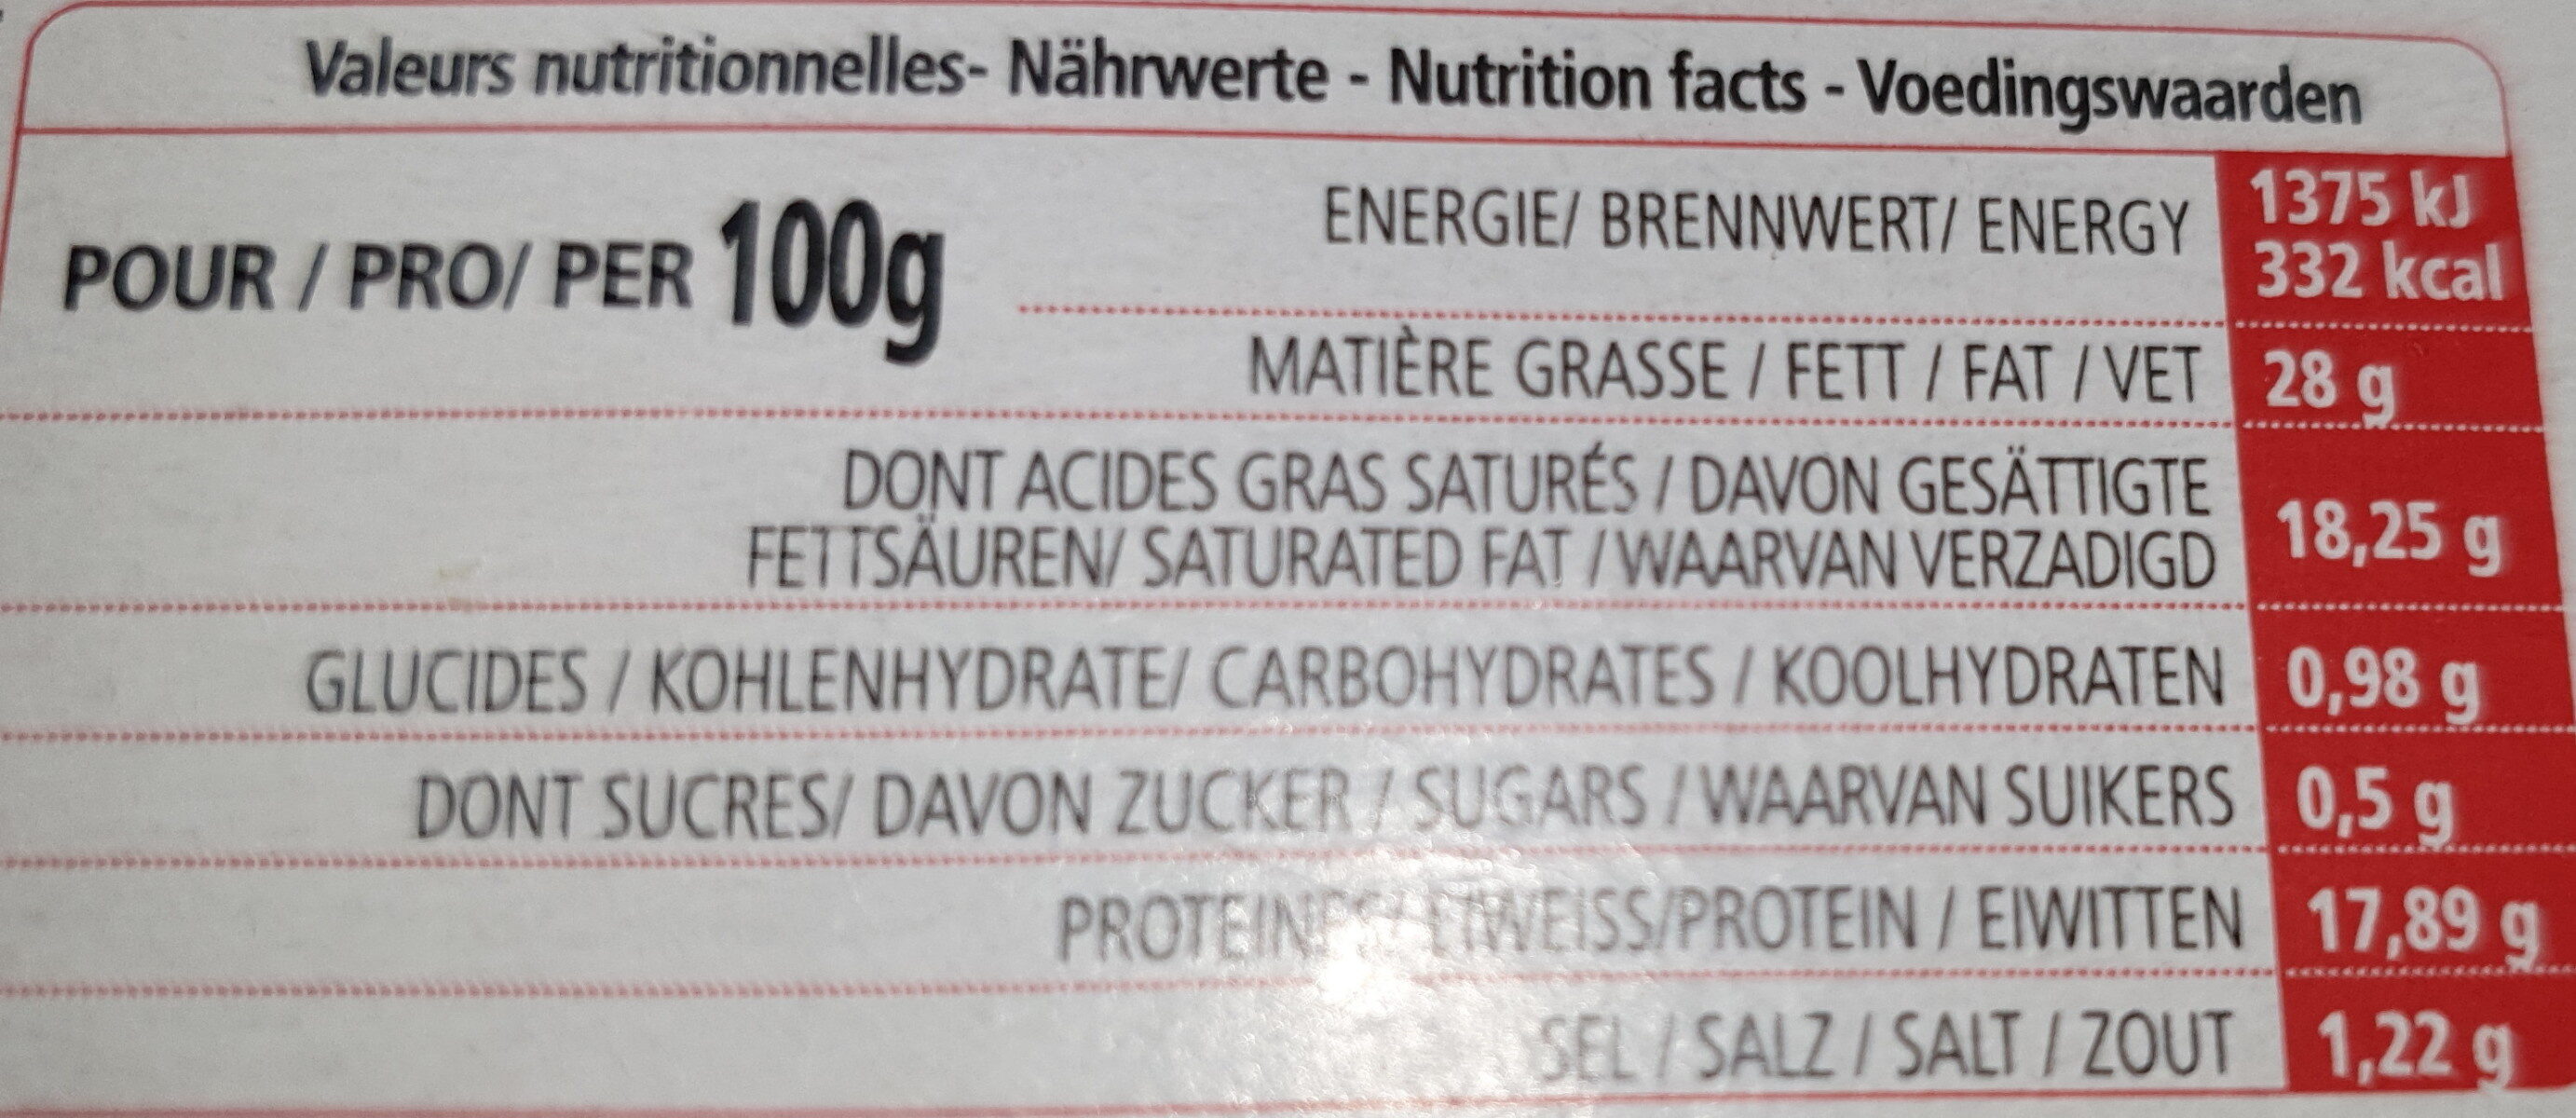 Valeurs nutritionnelles- Nährwerte - Nutrition facts - Voedingswaarden
POUR / PRO/ PER 100g
ENERGIE/ BRENNWERT/ ENERGY 1375 kJ
332 kcal
MATIÈRE GRASSE / FETT / FAT / VET 28 g
DONT ACIDES GRAS SATURÉS / DAVON GESÄTTIGTE
FETTSÄUREN/ SATURATED FAT / WAARVAN VERZADIGD 18,25 g
GLUCIDES / KOHLENHYDRATE/ CARBOHYDRATES / KOOLHYDRATEN 0,98 g
DONT SUCRES/ DAVON ZUCKER / SUGARS / WAARVAN SUIKERS 0,5 g
PROTEINES/ EIWEISS/PROTEIN / EIWITTEN 17,89 g
SEL / SALZ / SALT / ZOUT 1,22 g